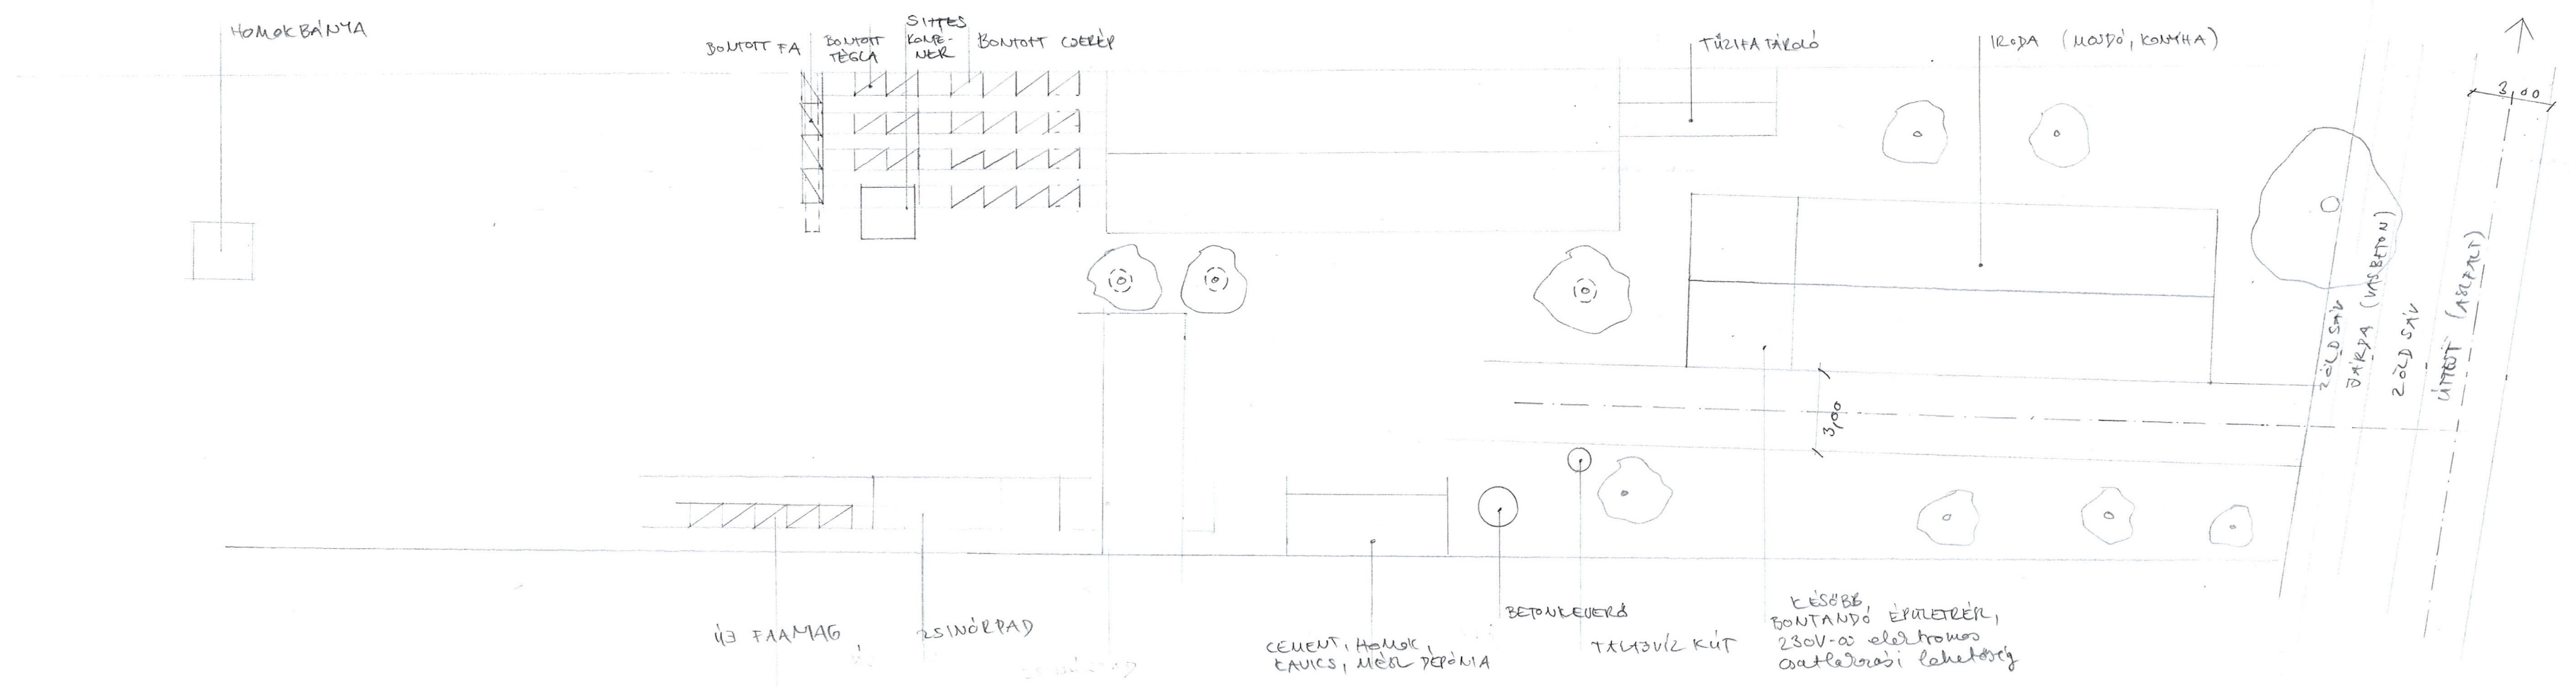 HOMOKBÁNYA
BONTOTT FA
BONTOTT
TÉGLA
SITTES
KONTÉ-
NER
BONTOTT CSERÉP
TŰZIFA TÁROLÓ
IRODA (MOSDÓ, KONYHA)
3,00
ZÖLD SÁV
JÁRDA (VASBETON)
ZÖLD SÁV
ÚTTEST (ASZFALT)
3,00
ÚJ FAANYAG
ZSINÓRPAD
CEMENT, HOMOK,
KAVICS, MÉSZ DEPÓNIA
BETONKEVERŐ
TALAJVÍZ KÚT
KÉSŐBB
BONTANDÓ ÉPÜLETRÉSZ,
230V-os elektromos
csatlakozási lehetőség